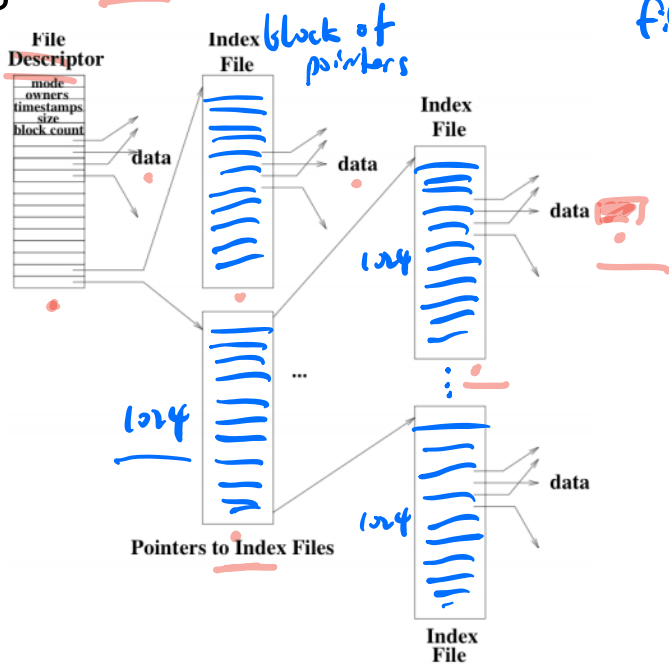 File
Descriptor
mode
owners
timestamps
size
block count
data
Index
File
block of
pointers
data
Index
File
1024
data
...
1024
Pointers to Index Files
1024
data
Index
File